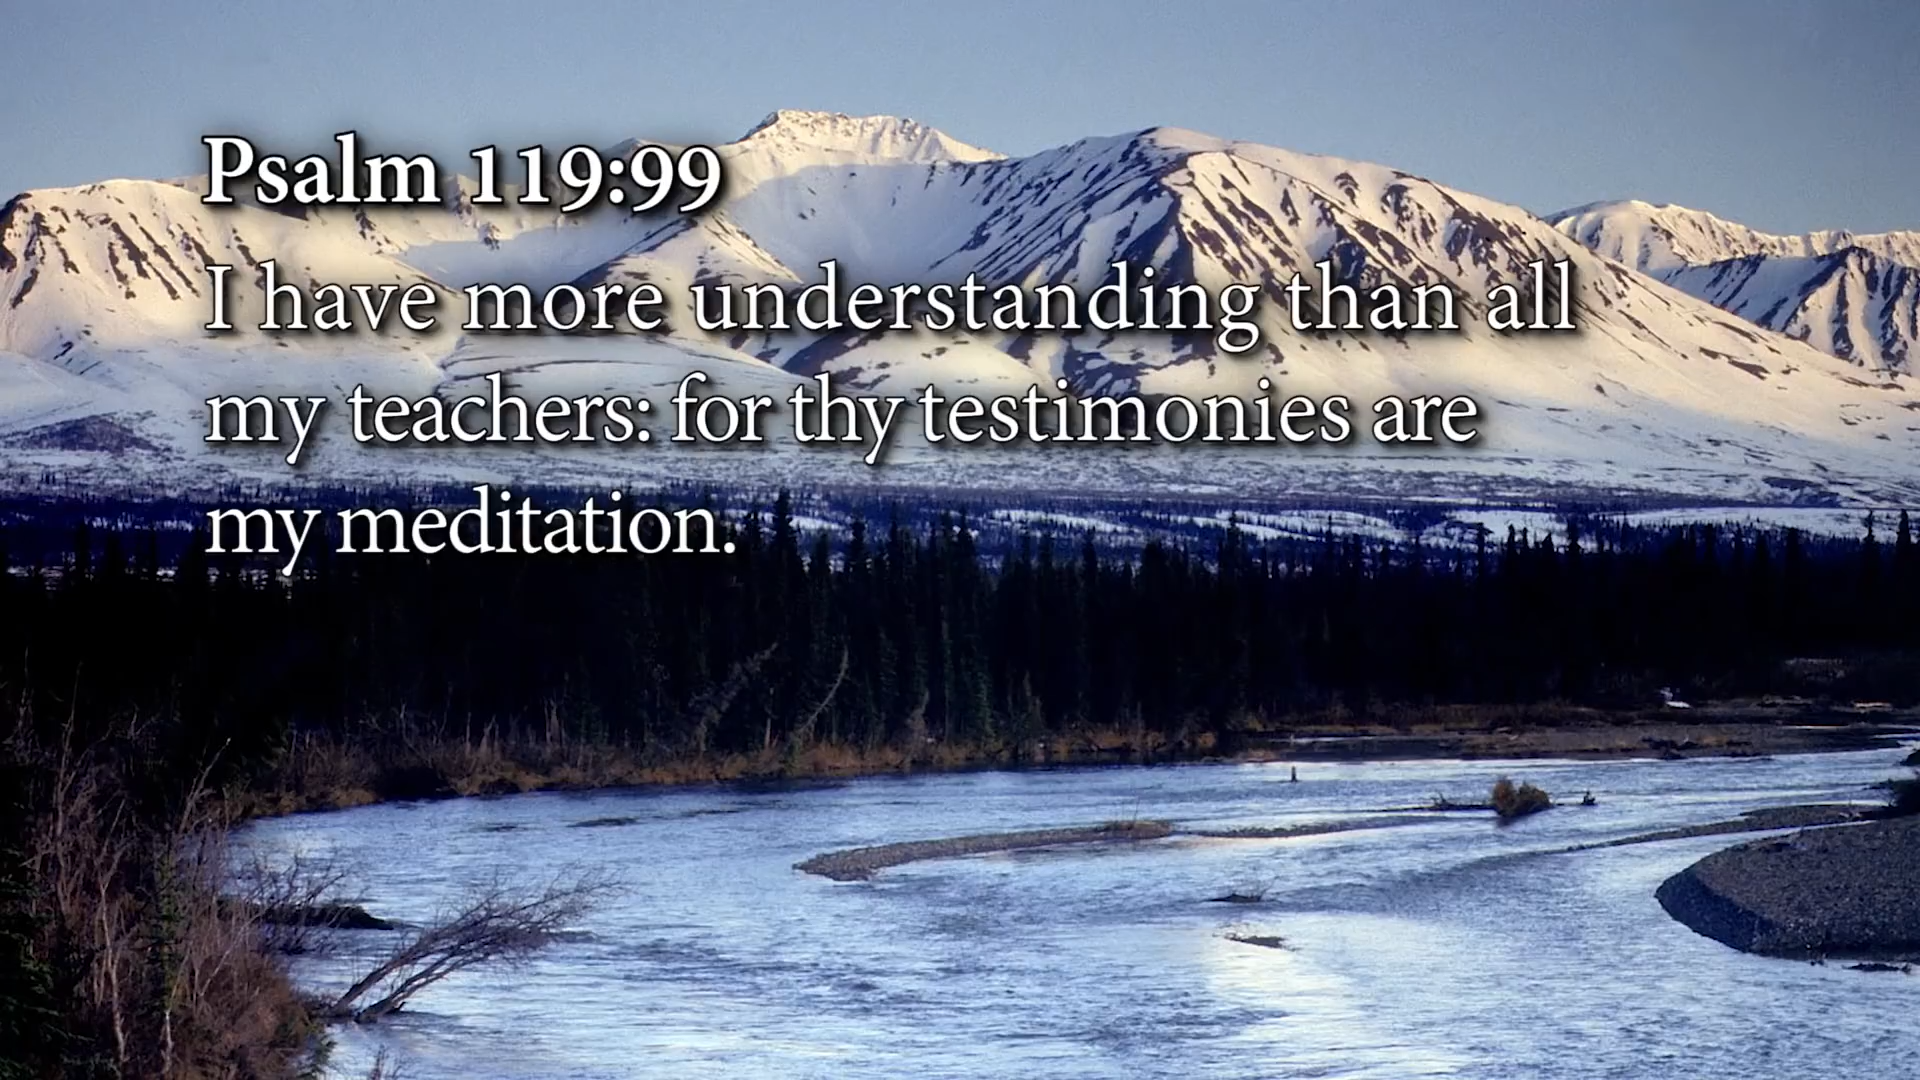 Psalm 119:99
I have more understanding than all
my teachers: for thy testimonies are
my meditation.